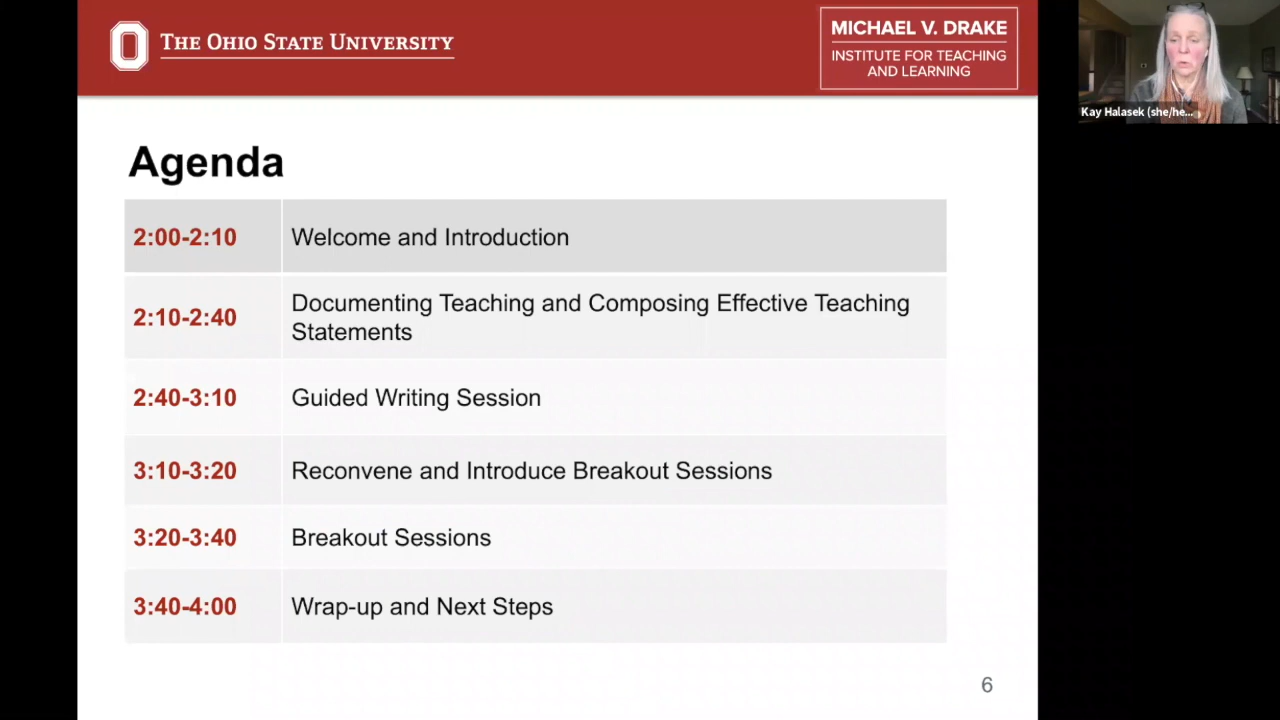 THE OHIO STATE UNIVERSITY
MICHAEL V. DRAKE
INSTITUTE FOR TEACHING
AND LEARNING
Kay Halasek (she/he...
Agenda
2:00-2:10 Welcome and Introduction
2:10-2:40 Documenting Teaching and Composing Effective Teaching
Statements
2:40-3:10 Guided Writing Session
3:10-3:20 Reconvene and Introduce Breakout Sessions
3:20-3:40 Breakout Sessions
3:40-4:00 Wrap-up and Next Steps
6